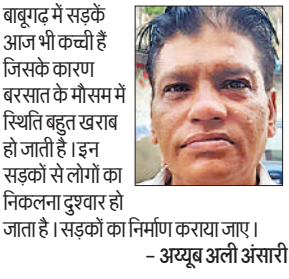 बाबूगढ़ में सड़कें
आज भी कच्ची हैं
जिसके कारण
बरसात के मौसम में
स्थिति बहुत खराब
हो जाती है। इन
सड़कों से लोगों का
निकलना दुश्वार हो
जाता है। सड़कों का निर्माण कराया जाए।
- अय्यूब अली अंसारी